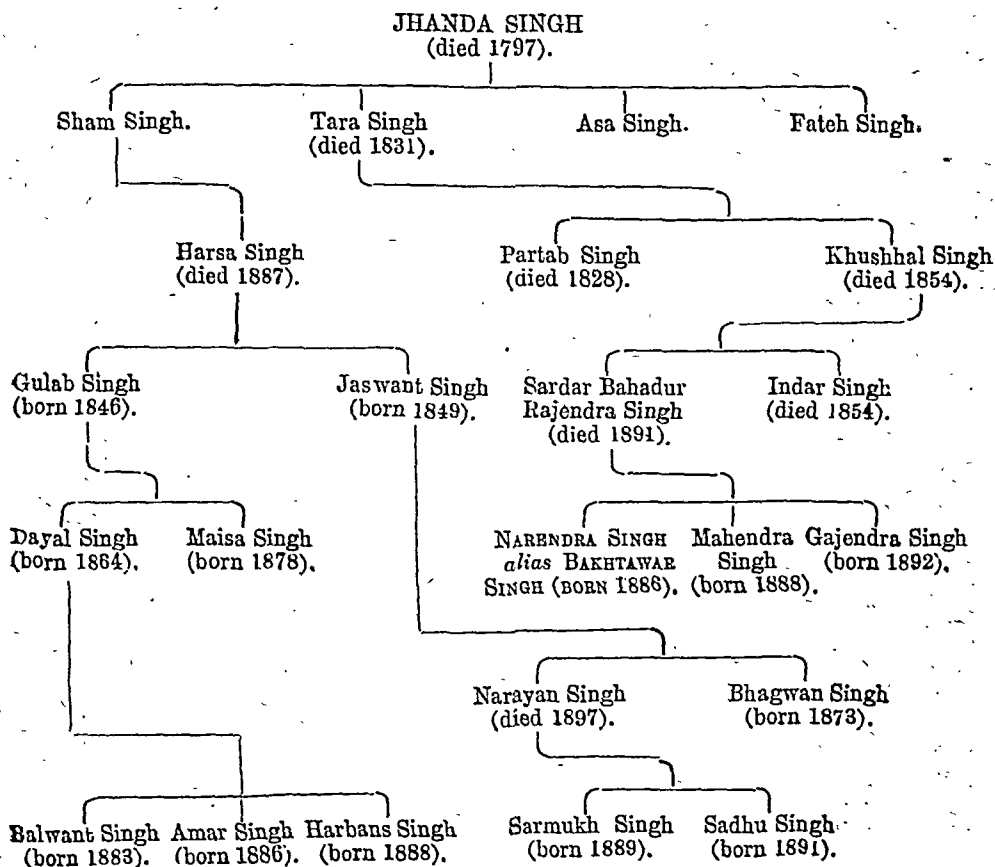 JHANDA SINGH
(died 1797).
Sham Singh.
Tara Singh
(died 1831).
Asa Singh.
Fateh Singh.
Harsa Singh
(died 1887).
Partab Singh
(died 1828).
Khushhal Singh
(died 1854).
Gulab Singh
(born 1846).
Jaswant Singh
(born 1849).
Sardar Bahadur
Rajendra Singh
(died 1891).
Indar Singh
(died 1854).
Dayal Singh
(born 1864).
Maisa Singh
(born 1878).
NARENDRA SINGH
alias BAKHTAWAR
SINGH (BORN 1886).
Mahendra
Singh
(born 1888).
Gajendra Singh
(born 1892).
Narayan Singh
(died 1897).
Bhagwan Singh
(born 1873).
Balwant Singh
(born 1883).
Amar Singh
(born 1886).
Harbans Singh
(born 1888).
Sarmukh Singh
(born 1889).
Sadhu Singh
(born 1891).